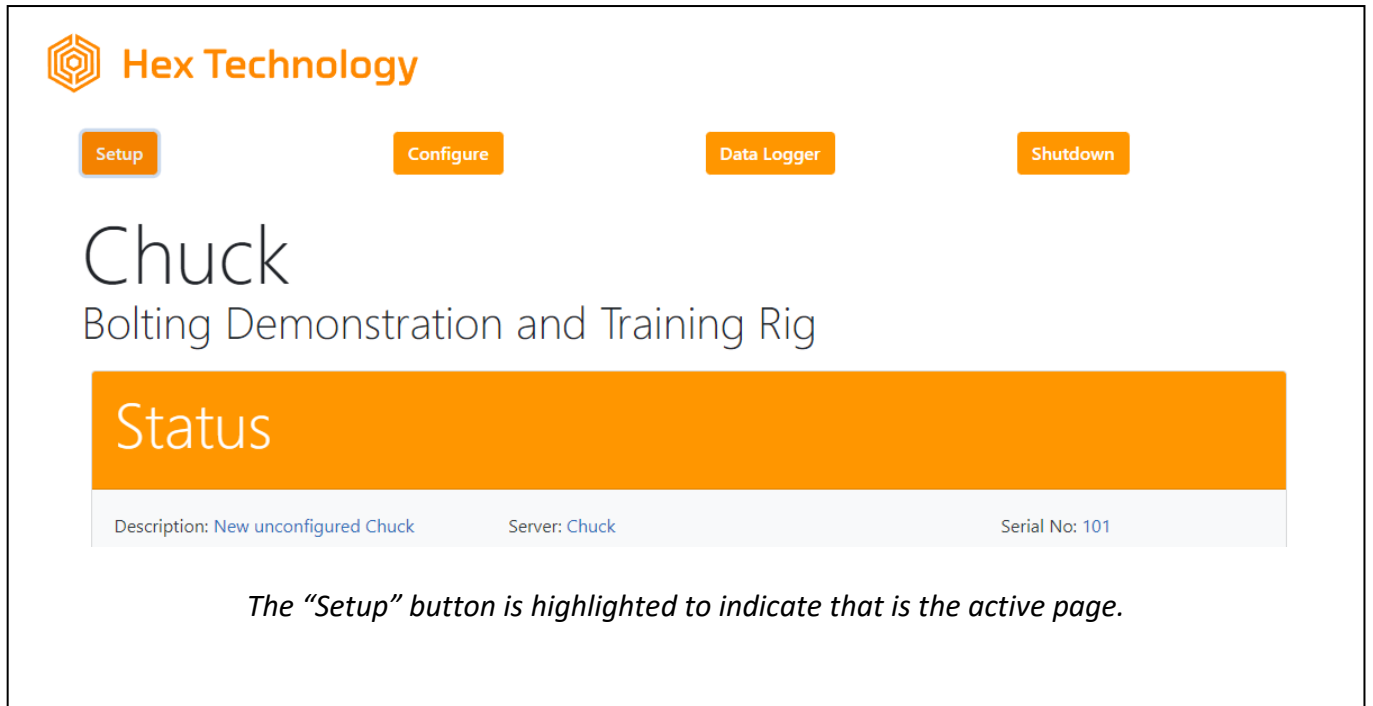 Hex Technology
Setup Configure Data Logger Shutdown
Chuck
Bolting Demonstration and Training Rig
Status
Description: New unconfigured Chuck Server: Chuck Serial No: 101
The “Setup” button is highlighted to indicate that is the active page.